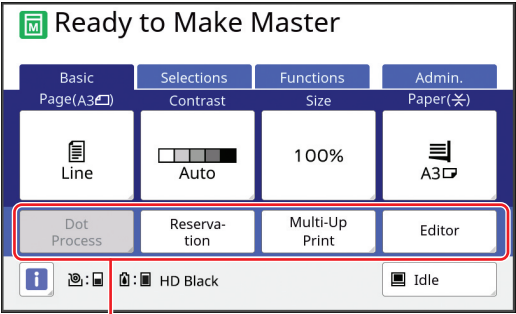 Ready to Make Master
Basic
Selections
Functions
Admin.
Page(A3)
Contrast
Size
Paper()
Line
Auto
100%
A3
Dot
Process
Reserva-
tion
Multi-Up
Print
Editor
i
HD Black
Idle